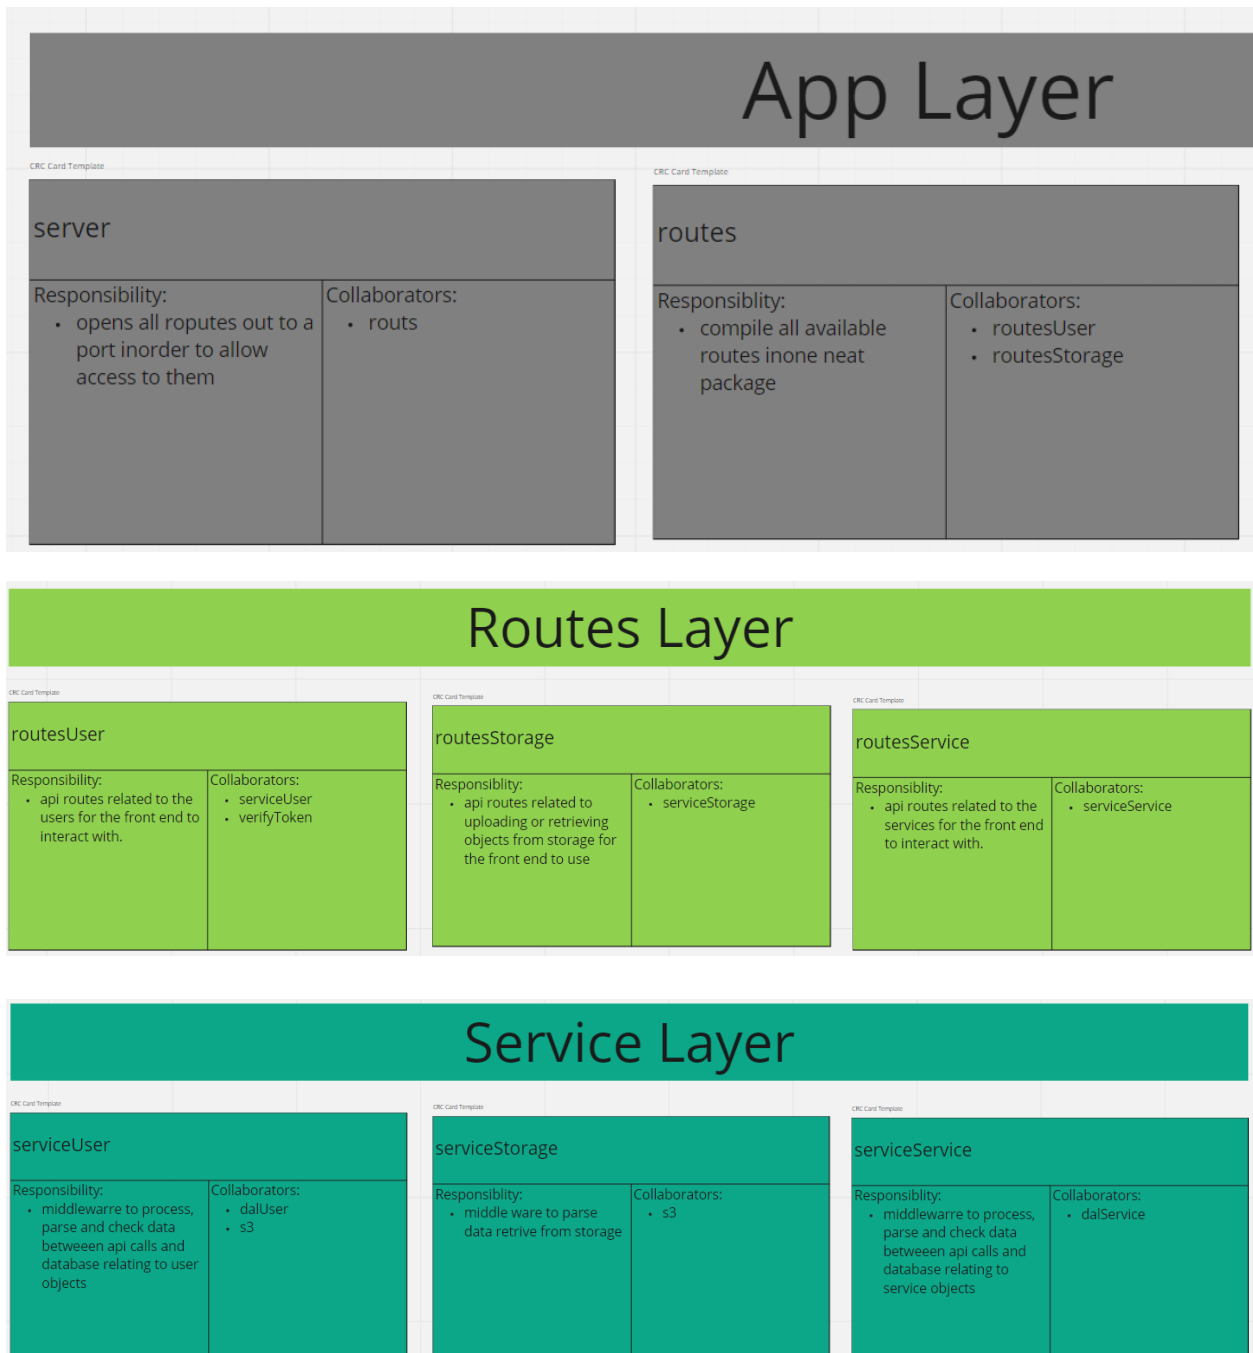 App Layer
CRC Card Template
server
Responsibility:
• opens all roputes out to a
port inorder to allow
access to them
Collaborators:
• routs
CRC Card Template
routes
Responsiblity:
• compile all available
routes inone neat
package
Collaborators:
• routesUser
• routesStorage
Routes Layer
CRC Card Template
routesUser
Responsibility:
• api routes related to the
users for the front end to
interact with.
Collaborators:
• serviceUser
• verifyToken
CRC Card Template
routesStorage
Responsiblity:
• api routes related to
uploading or retrieving
objects from storage for
the front end to use
Collaborators:
• serviceStorage
CRC Card Template
routesService
Responsiblity:
• api routes related to the
services for the front end
to interact with.
Collaborators:
• serviceService
Service Layer
CRC Card Template
serviceUser
Responsibility:
• middlewarre to process,
parse and check data
betweeen api calls and
database relating to user
objects
Collaborators:
• dalUser
• s3
CRC Card Template
serviceStorage
Responsiblity:
• middle ware to parse
data retrive from storage
Collaborators:
• s3
CRC Card Template
serviceService
Responsiblity:
• middlewarre to process,
parse and check data
betweeen api calls and
database relating to
service objects
Collaborators:
• dalService